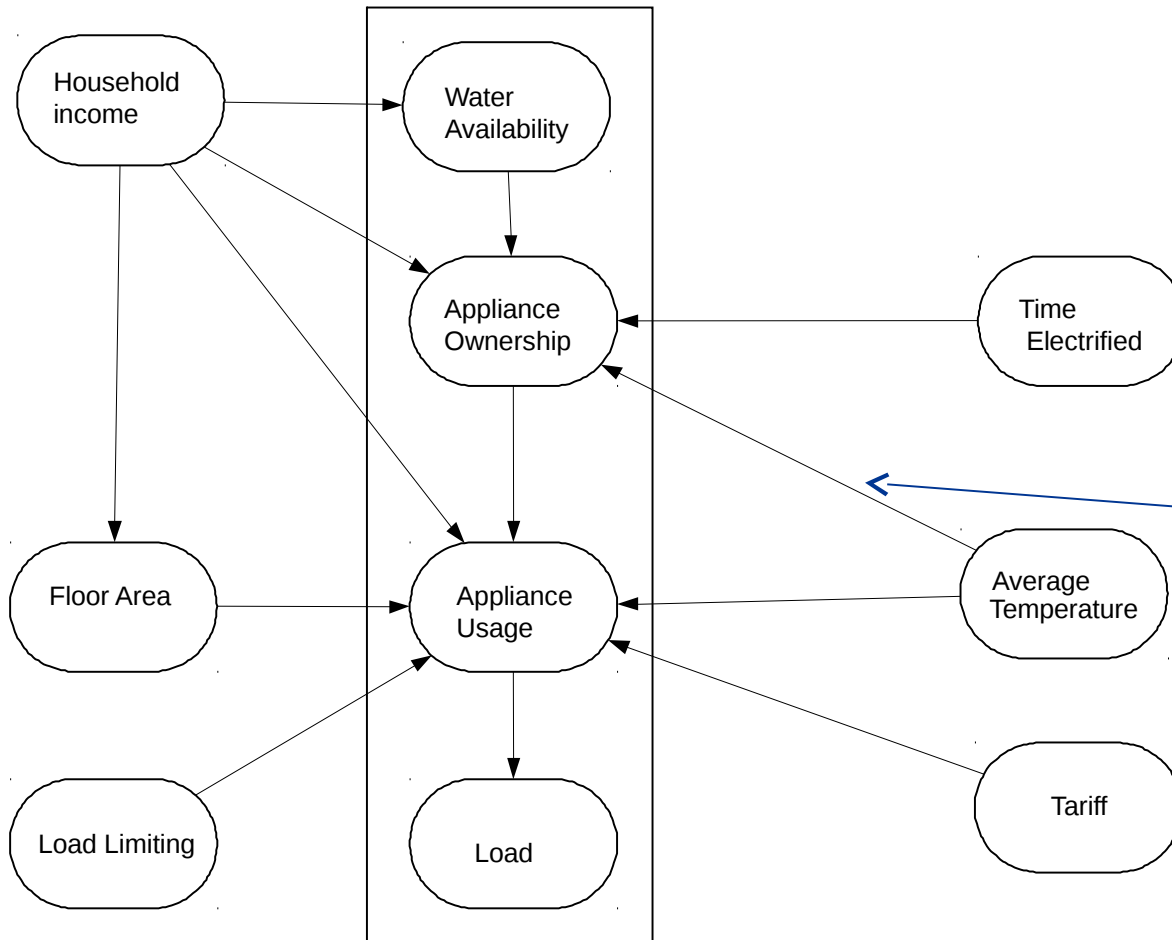 Household
income
Water
Availability
Appliance
Ownership
Time
Electrified
Floor Area
Appliance
Usage
Average
Temperature
Load Limiting
Load
Tariff